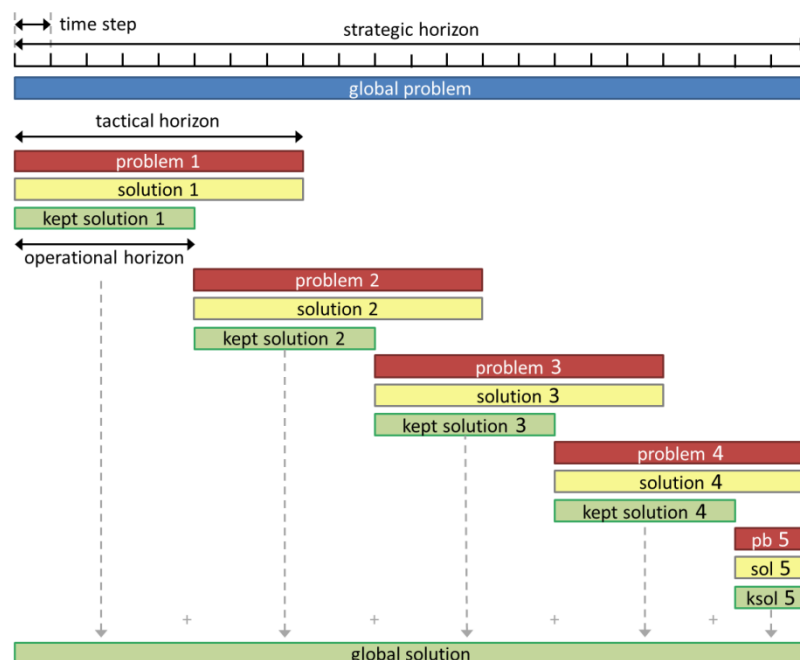 time step
strategic horizon
global problem
tactical horizon
problem 1
solution 1
kept solution 1
operational horizon
problem 2
solution 2
kept solution 2
problem 3
solution 3
kept solution 3
problem 4
solution 4
kept solution 4
pb 5
sol 5
ksol 5
+ + + +
global solution